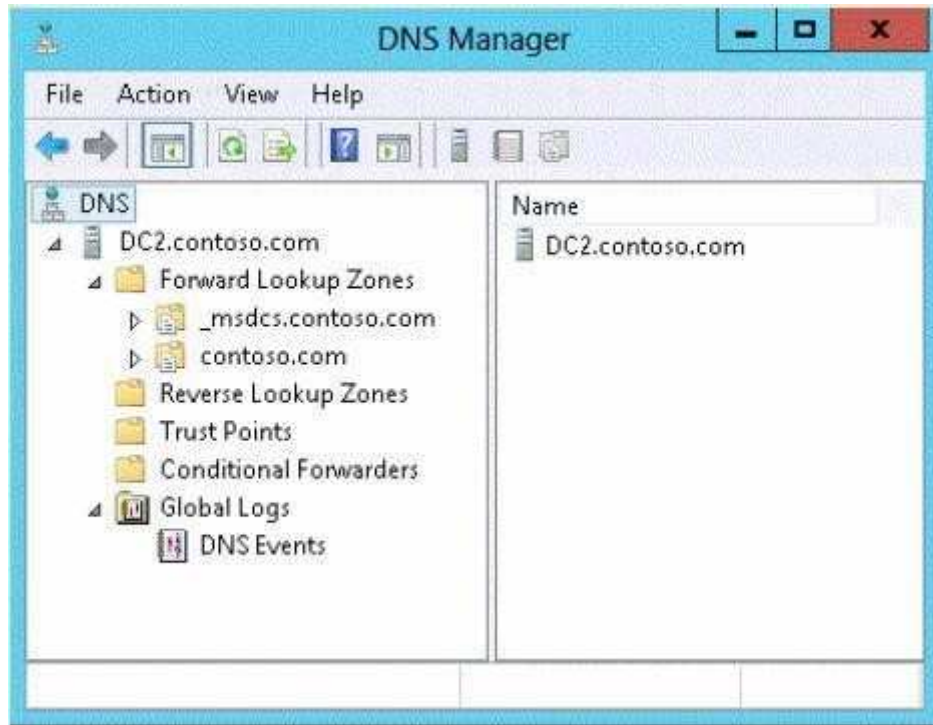 DNS Manager
x
File Action View Help
DNS
DC2.contoso.com
Forward Lookup Zones
_msdcs.contoso.com
contoso.com
Reverse Lookup Zones
Trust Points
Conditional Forwarders
Global Logs
DNS Events
Name
DC2.contoso.com